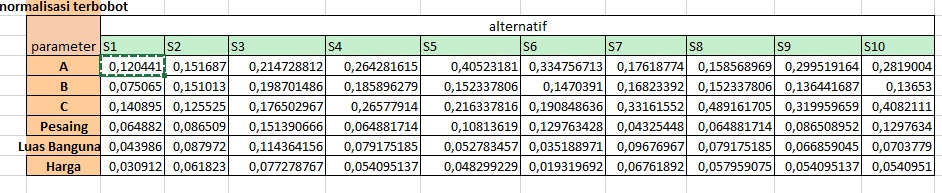 normalisasi terbobot
alternatif
parameter S1 S2 S3 S4 S5 S6 S7 S8 S9 S10
A 0,120441 0,151687 0,214728812 0,264281615 0,40523181 0,334756713 0,17618774 0,158568969 0,299519164 0,2819004
B 0,075065 0,151013 0,198701486 0,185896279 0,152337806 0,1470391 0,16823392 0,152337806 0,136441687 0,13653
C 0,140895 0,125525 0,176502967 0,26577914 0,216337816 0,190848636 0,33161552 0,489161705 0,319959659 0,4082111
Pesaing 0,064882 0,086509 0,151390666 0,064881714 0,10813619 0,129763428 0,04325448 0,064881714 0,086508952 0,1297634
Luas Banguna 0,043986 0,087972 0,114364156 0,079175185 0,052783457 0,035188971 0,09676967 0,079175185 0,066859045 0,0703779
Harga 0,030912 0,061823 0,077278767 0,054095137 0,048299229 0,019319692 0,06761892 0,057959075 0,054095137 0,0540951